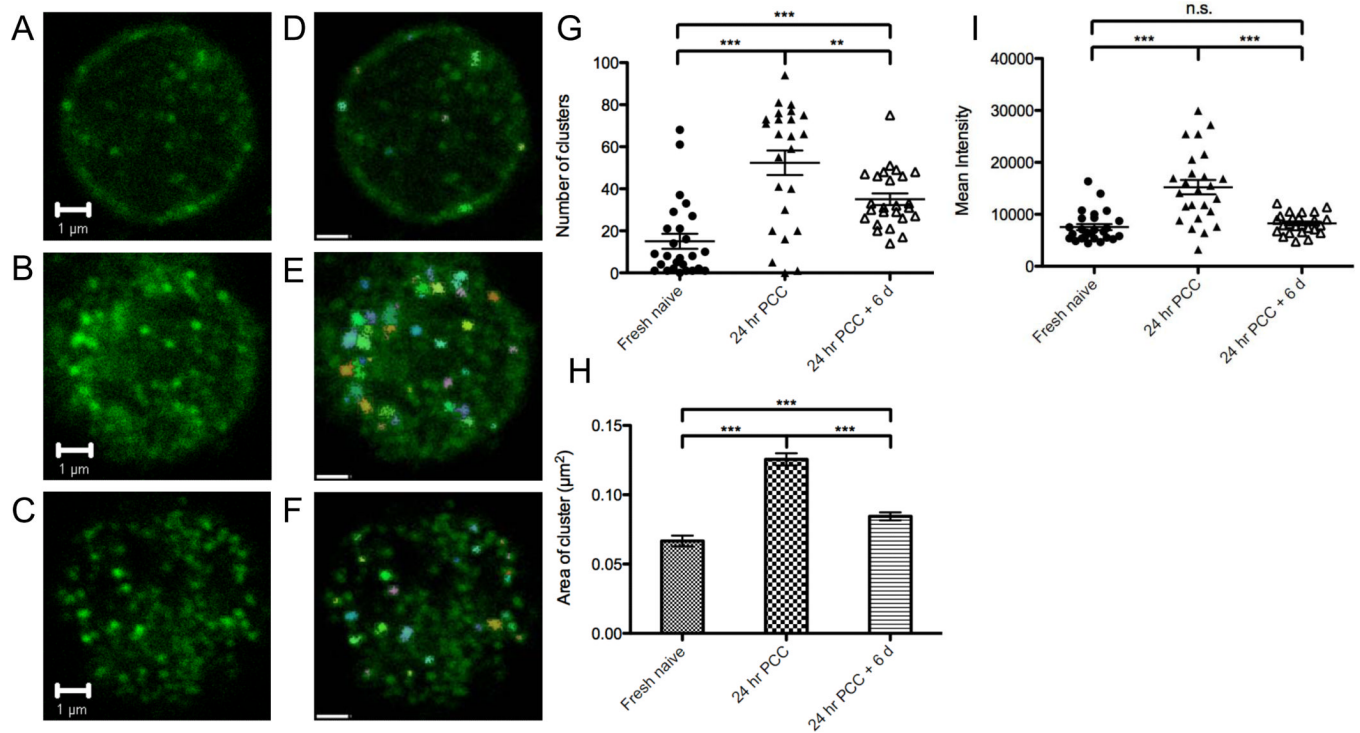 A
1 µm
B
1 µm
C
1 µm
D
E
F
G
***
***
**
Number of clusters
100
80
60
40
20
0
Fresh naive
24 hr PCC
24 hr PCC + 6 d
H
***
***
***
Area of cluster (µm²)
0.15
0.10
0.05
0.00
Fresh naive
24 hr PCC
24 hr PCC + 6 d
I
n.s.
***
***
Mean Intensity
40000
30000
20000
10000
0
Fresh naive
24 hr PCC
24 hr PCC + 6 d